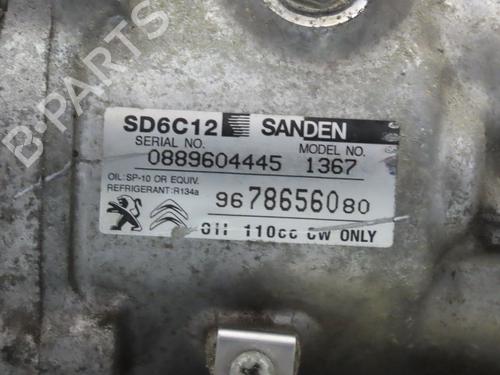 SD6C12 SANDEN
SERIAL NO. MODEL NO.
0889604445 1367
OIL:SP-10 OR EQUIV.
REFRIGERANT:R134a
9678656080
OIL 110cc CW ONLY